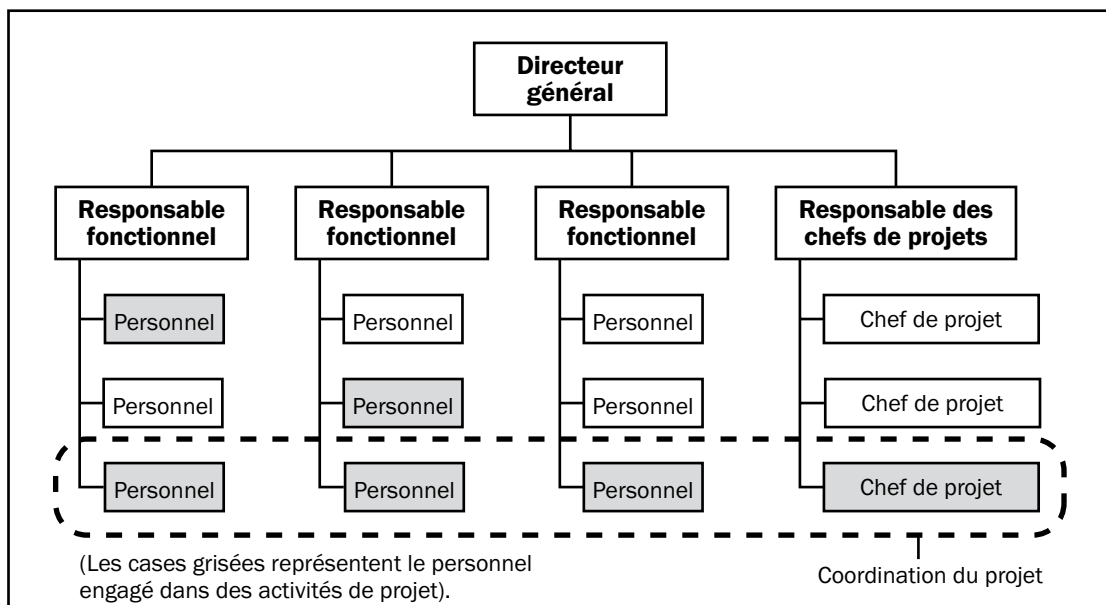 Directeur
général
Responsable
fonctionnel
Responsable
fonctionnel
Responsable
fonctionnel
Responsable des
chefs de projets
Personnel
Personnel
Personnel
Chef de projet
Personnel
Personnel
Personnel
Chef de projet
Personnel
Personnel
Personnel
Chef de projet
(Les cases grisées représentent le personnel
engagé dans des activités de projet).
Coordination du projet